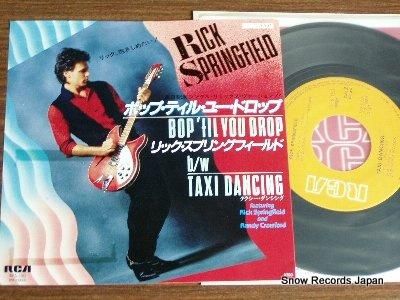 RICK
SPRINGFIELD
ボップ・ティル・ユー・ドロップ
BOP 'til YOU DROP
リック・スプリングフィールド
b/w
TAXI DANCING
タクシー・ダンシング
featuring
Rick Springfield
and
Randy Crawford
RCA
TAXI DANCING
RCA
Snow Records Japan